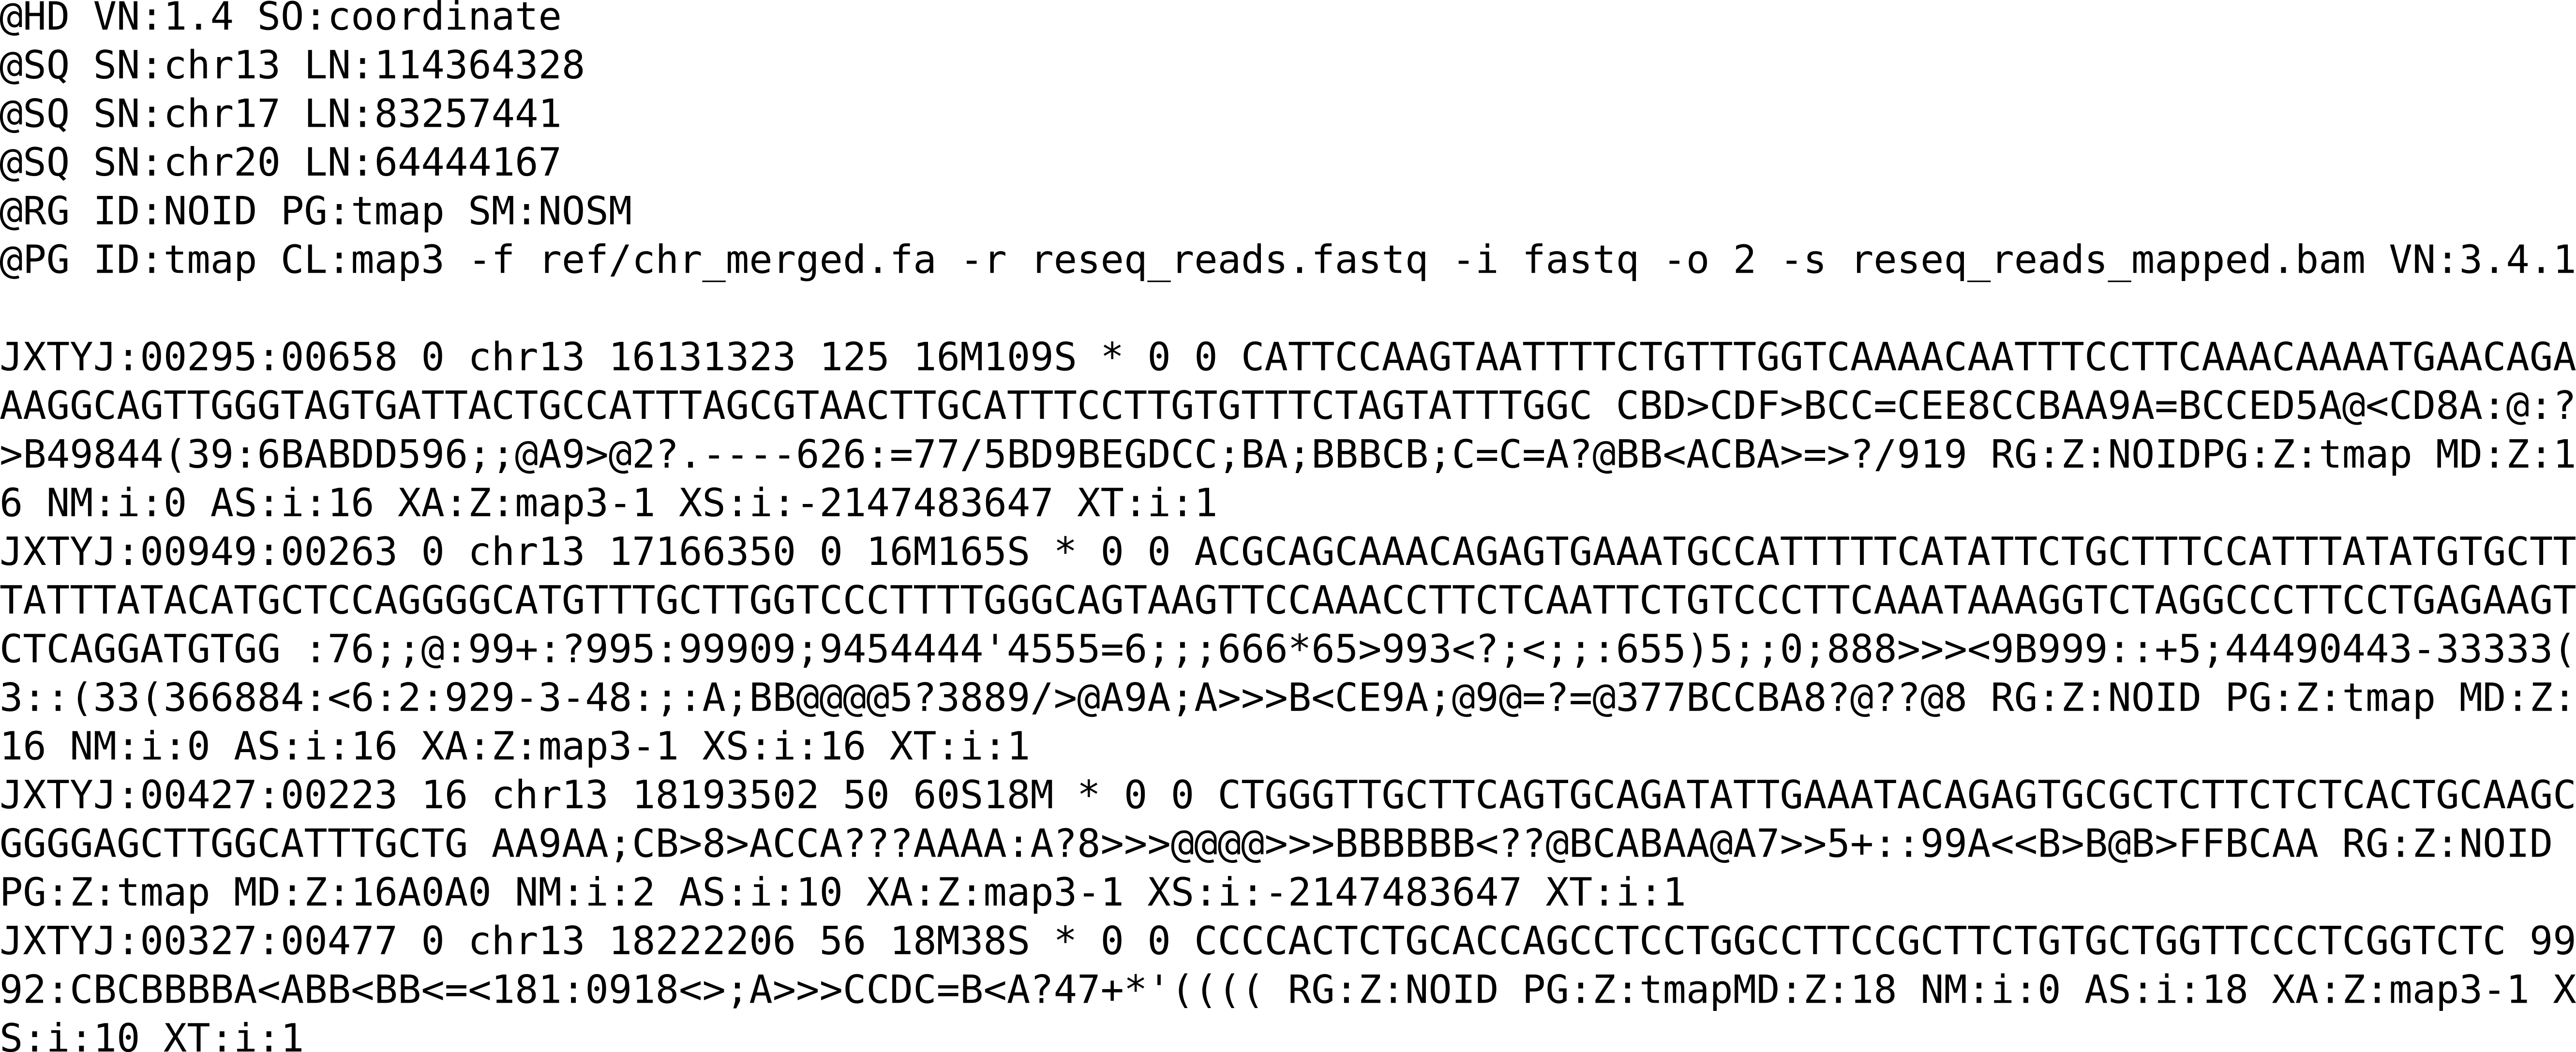 @HD VN:1.4 SO:coordinate
@SQ SN:chr13 LN:114364328
@SQ SN:chr17 LN:83257441
@SQ SN:chr20 LN:64444167
@RG ID:NOID PG:tmap SM:NOSM
@PG ID:tmap CL:map3 -f ref/chr_merged.fa -r reseq_reads.fastq -i fastq -o 2 -s reseq_reads_mapped.bam VN:3.4.1
JXTYJ:00295:00658 0 chr13 16131323 125 16M109S * 0 0 CATTCCAAGTAATTTTCTGTTTGGTCAAAACAATTTCCTTCAAACAAAATGAACAGA
AAGGCAGTTGGGTAGTGATTACTGCCATTTAGCGTAACTTGCATTTCCTTGTGTTTCTAGTATTTGGC CBD>CDF>BCC=CEE8CCBAA9A=BCCED5A@<CD8A:@:?
>B49844(39:6BABDD596;;@A9>@2?.----626:=77/5BD9BEGDCC;BA;BBBCB;C=C=A?@BB<ACBA>=>?/919 RG:Z:NOIDPG:Z:tmap MD:Z:1
6 NM:i:0 AS:i:16 XA:Z:map3-1 XS:i:-2147483647 XT:i:1
JXTYJ:00949:00263 0 chr13 17166350 0 16M165S * 0 0 ACGCAGCAAACAGAGTGAAATGCCATTTTTCATATTCTGCTTTCCATTTATATGTGCTT
TATTTATACATGCTCCAGGGGCATGTTTGCTTGGTCCCTTTTGGGCAGTAAGTTCCAAACCTTCTCAATTCTGTCCCTTCAAATAAAGGTCTAGGCCCTTCCTGAGAAGT
CTCAGGATGTGG :76;;@:99+:?995:99909;9454444'4555=6;;;666*65>993<?;<;;:655)5;;0;888>>><9B999::+5;44490443-33333(
3::(33(366884:<6:2:929-3-48:;:A;BB@@@@5?3889/>@A9A;A>>>B<CE9A;@9@=?=@377BCCBA8?@??@8 RG:Z:NOID PG:Z:tmap MD:Z:
16 NM:i:0 AS:i:16 XA:Z:map3-1 XS:i:16 XT:i:1
JXTYJ:00427:00223 16 chr13 18193502 50 60S18M * 0 0 CTGGGTTGCTTCAGTGCAGATATTGAAATACAGAGTGCGCTCTTCTCTCACTGCAAGC
GGGGAGCTTGGCATTTGCTG AA9AA;CB>8>ACCA???AAAA:A?8>>>@@@@>>>BBBBBB<??@BCABAA@A7>>5+::99A<<B>B@B>FFBCAA RG:Z:NOID
PG:Z:tmap MD:Z:16A0A0 NM:i:2 AS:i:10 XA:Z:map3-1 XS:i:-2147483647 XT:i:1
JXTYJ:00327:00477 0 chr13 18222206 56 18M38S * 0 0 CCCCACTCTGCACCAGCCTCCTGGCCTTCCGCTTCTGTGCTGGTTCCCTCGGTCTC 99
92:CBCBBBBA<ABB<BB<=<181:0918<>;A>>>CCDC=B<A?47+*'(((( RG:Z:NOID PG:Z:tmapMD:Z:18 NM:i:0 AS:i:18 XA:Z:map3-1 X
S:i:10 XT:i:1